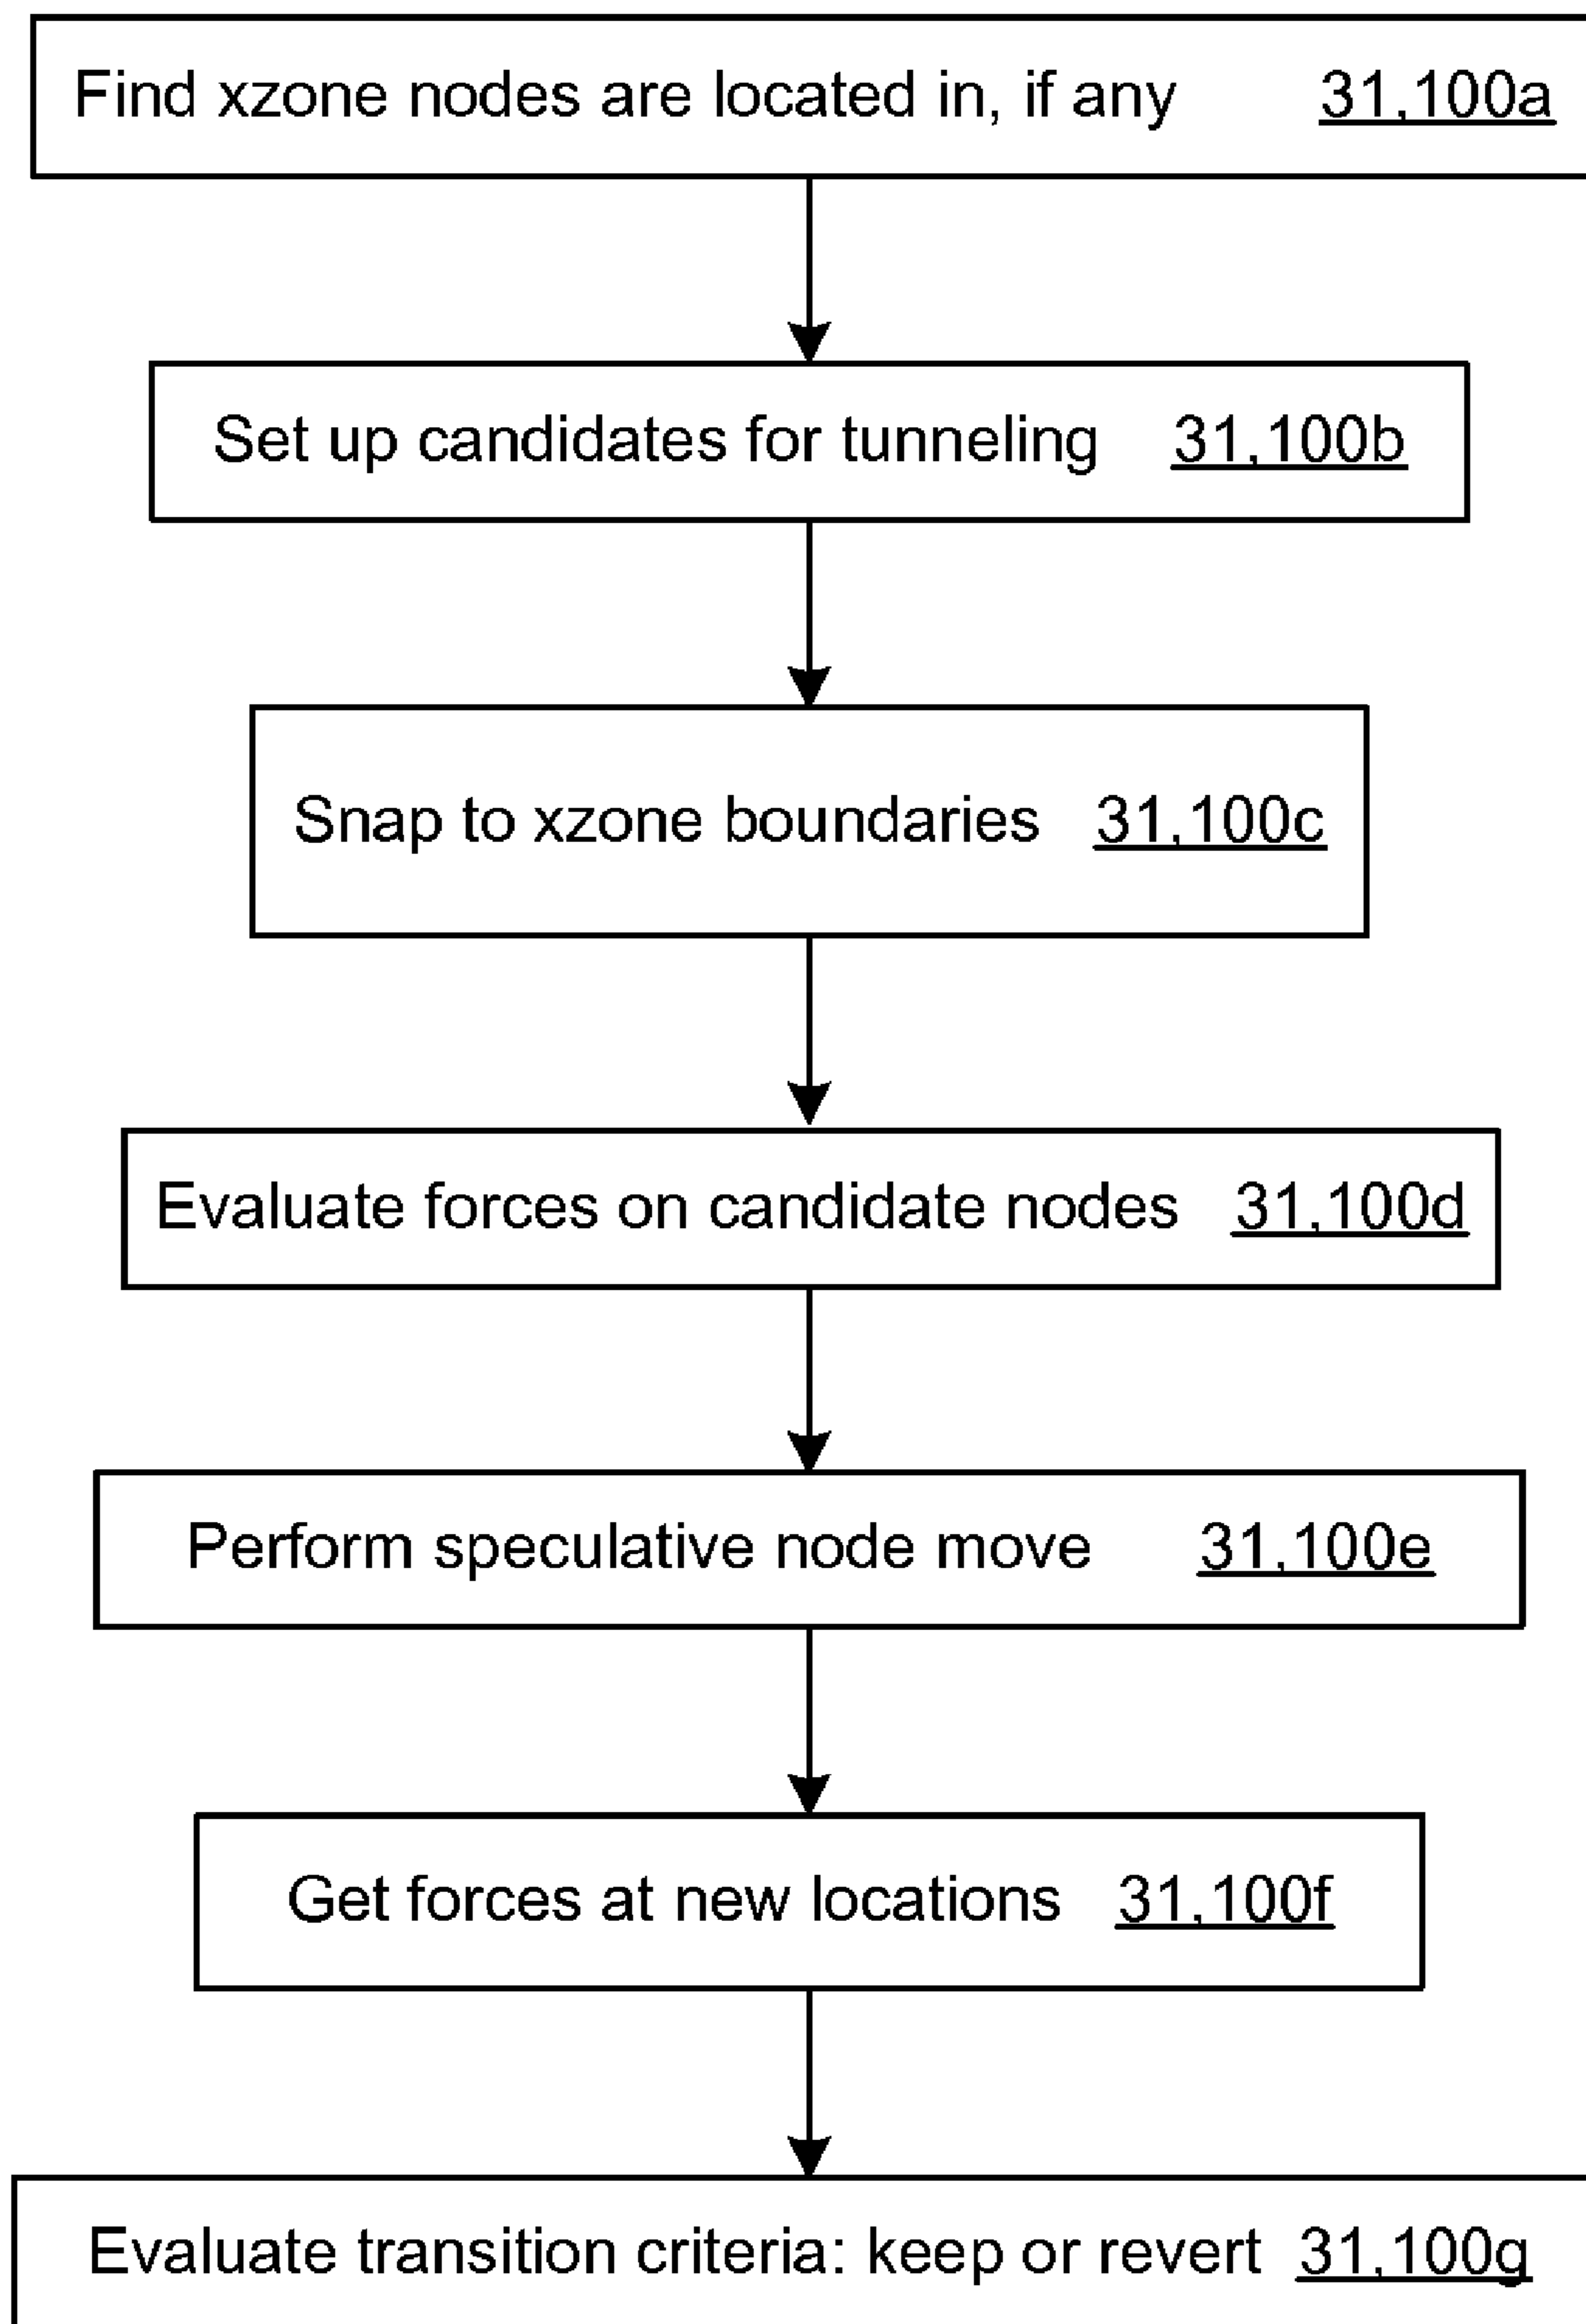 Find xzone nodes are located in, if any 31,100a
Set up candidates for tunneling 31,100b
Snap to xzone boundaries 31,100c
Evaluate forces on candidate nodes 31,100d
Perform speculative node move 31,100e
Get forces at new locations 31,100f
Evaluate transition criteria: keep or revert 31,100g